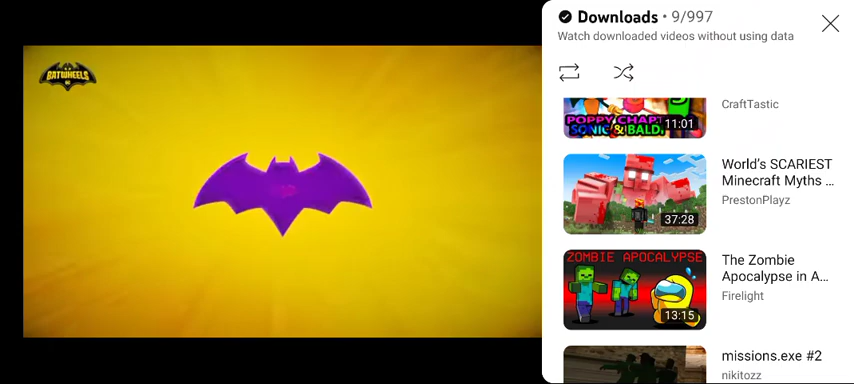 BATWHEELS
DC
Downloads • 9/997
Watch downloaded videos without using data
POPPY CHAPT
SONIC & BALDI
11:01
CraftTastic
37:28
World's SCARIEST
Minecraft Myths ...
PrestonPlayz
ZOMBIE APOCALYPSE
13:15
The Zombie
Apocalypse in A...
Firelight
missions.exe #2
nikitozz